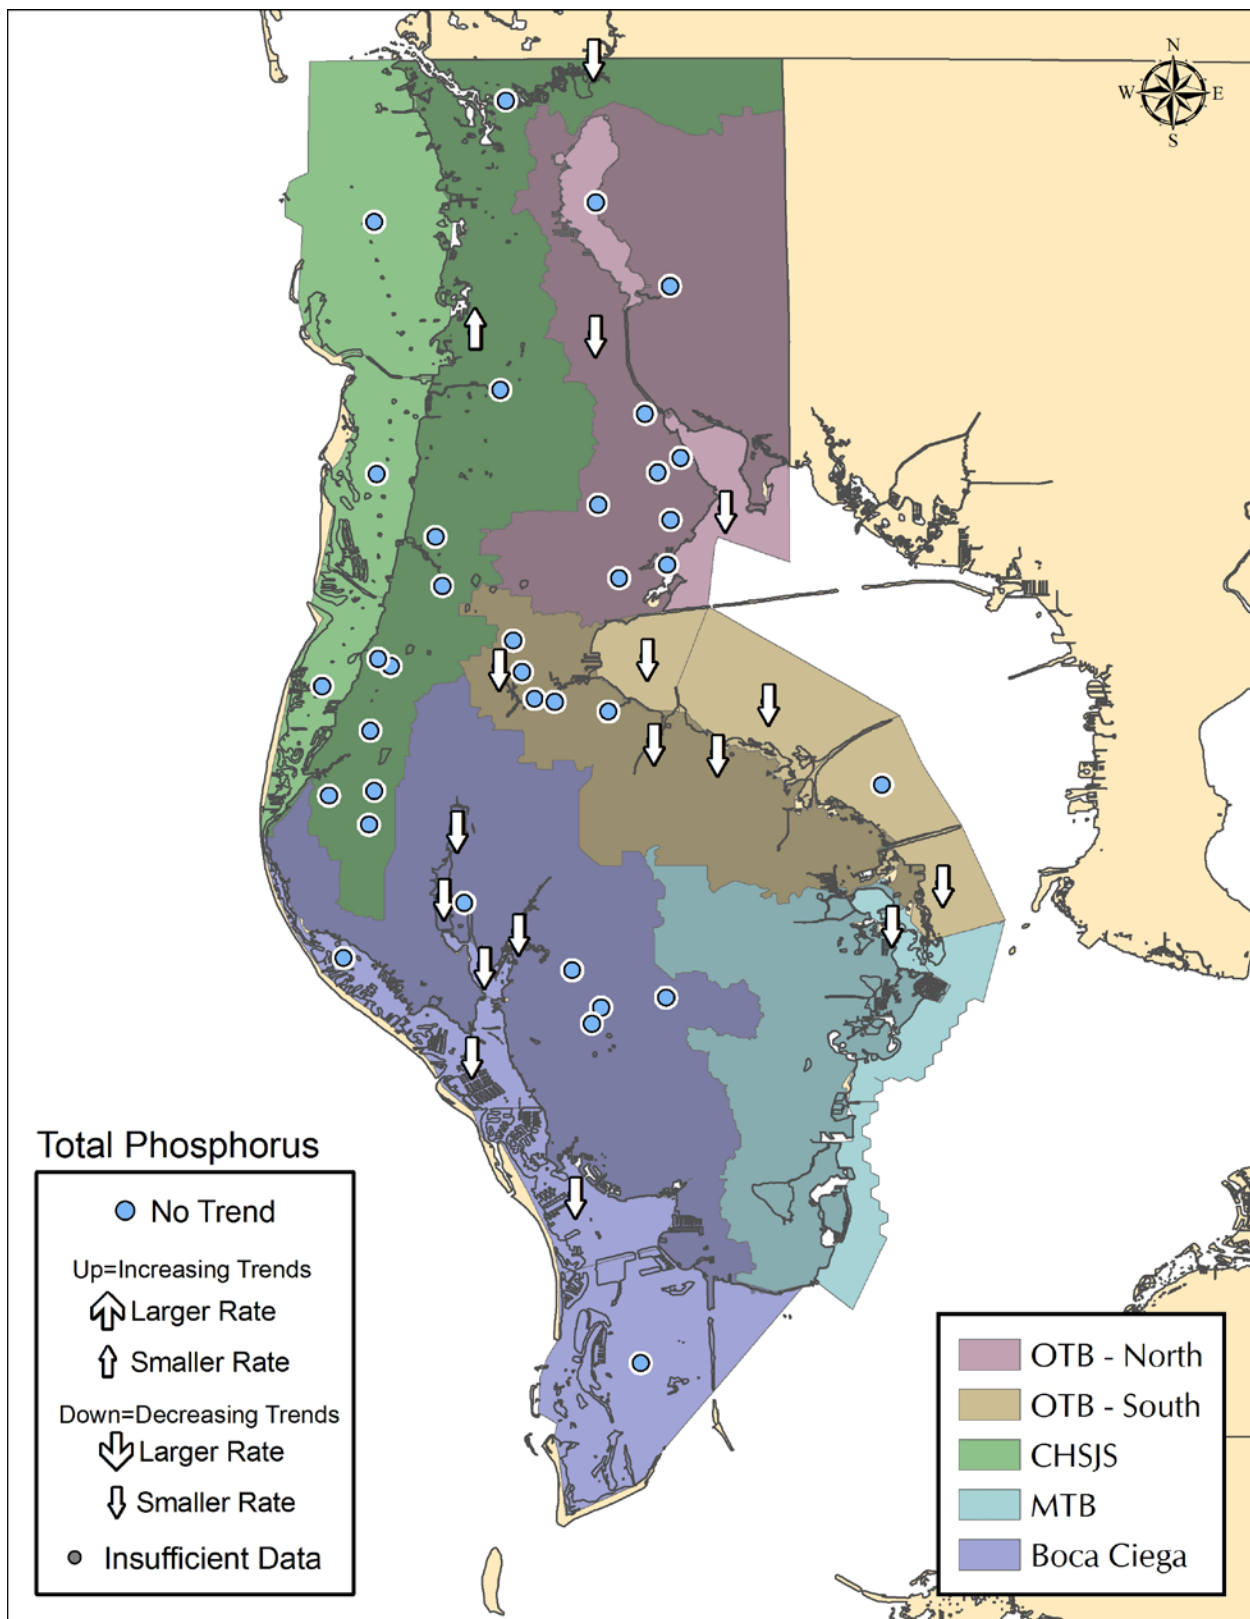 N
W E
S
Total Phosphorus
No Trend
Up=Increasing Trends
Larger Rate
Smaller Rate
Down=Decreasing Trends
Larger Rate
Smaller Rate
Insufficient Data
OTB - North
OTB - South
CHSJS
MTB
Boca Ciega